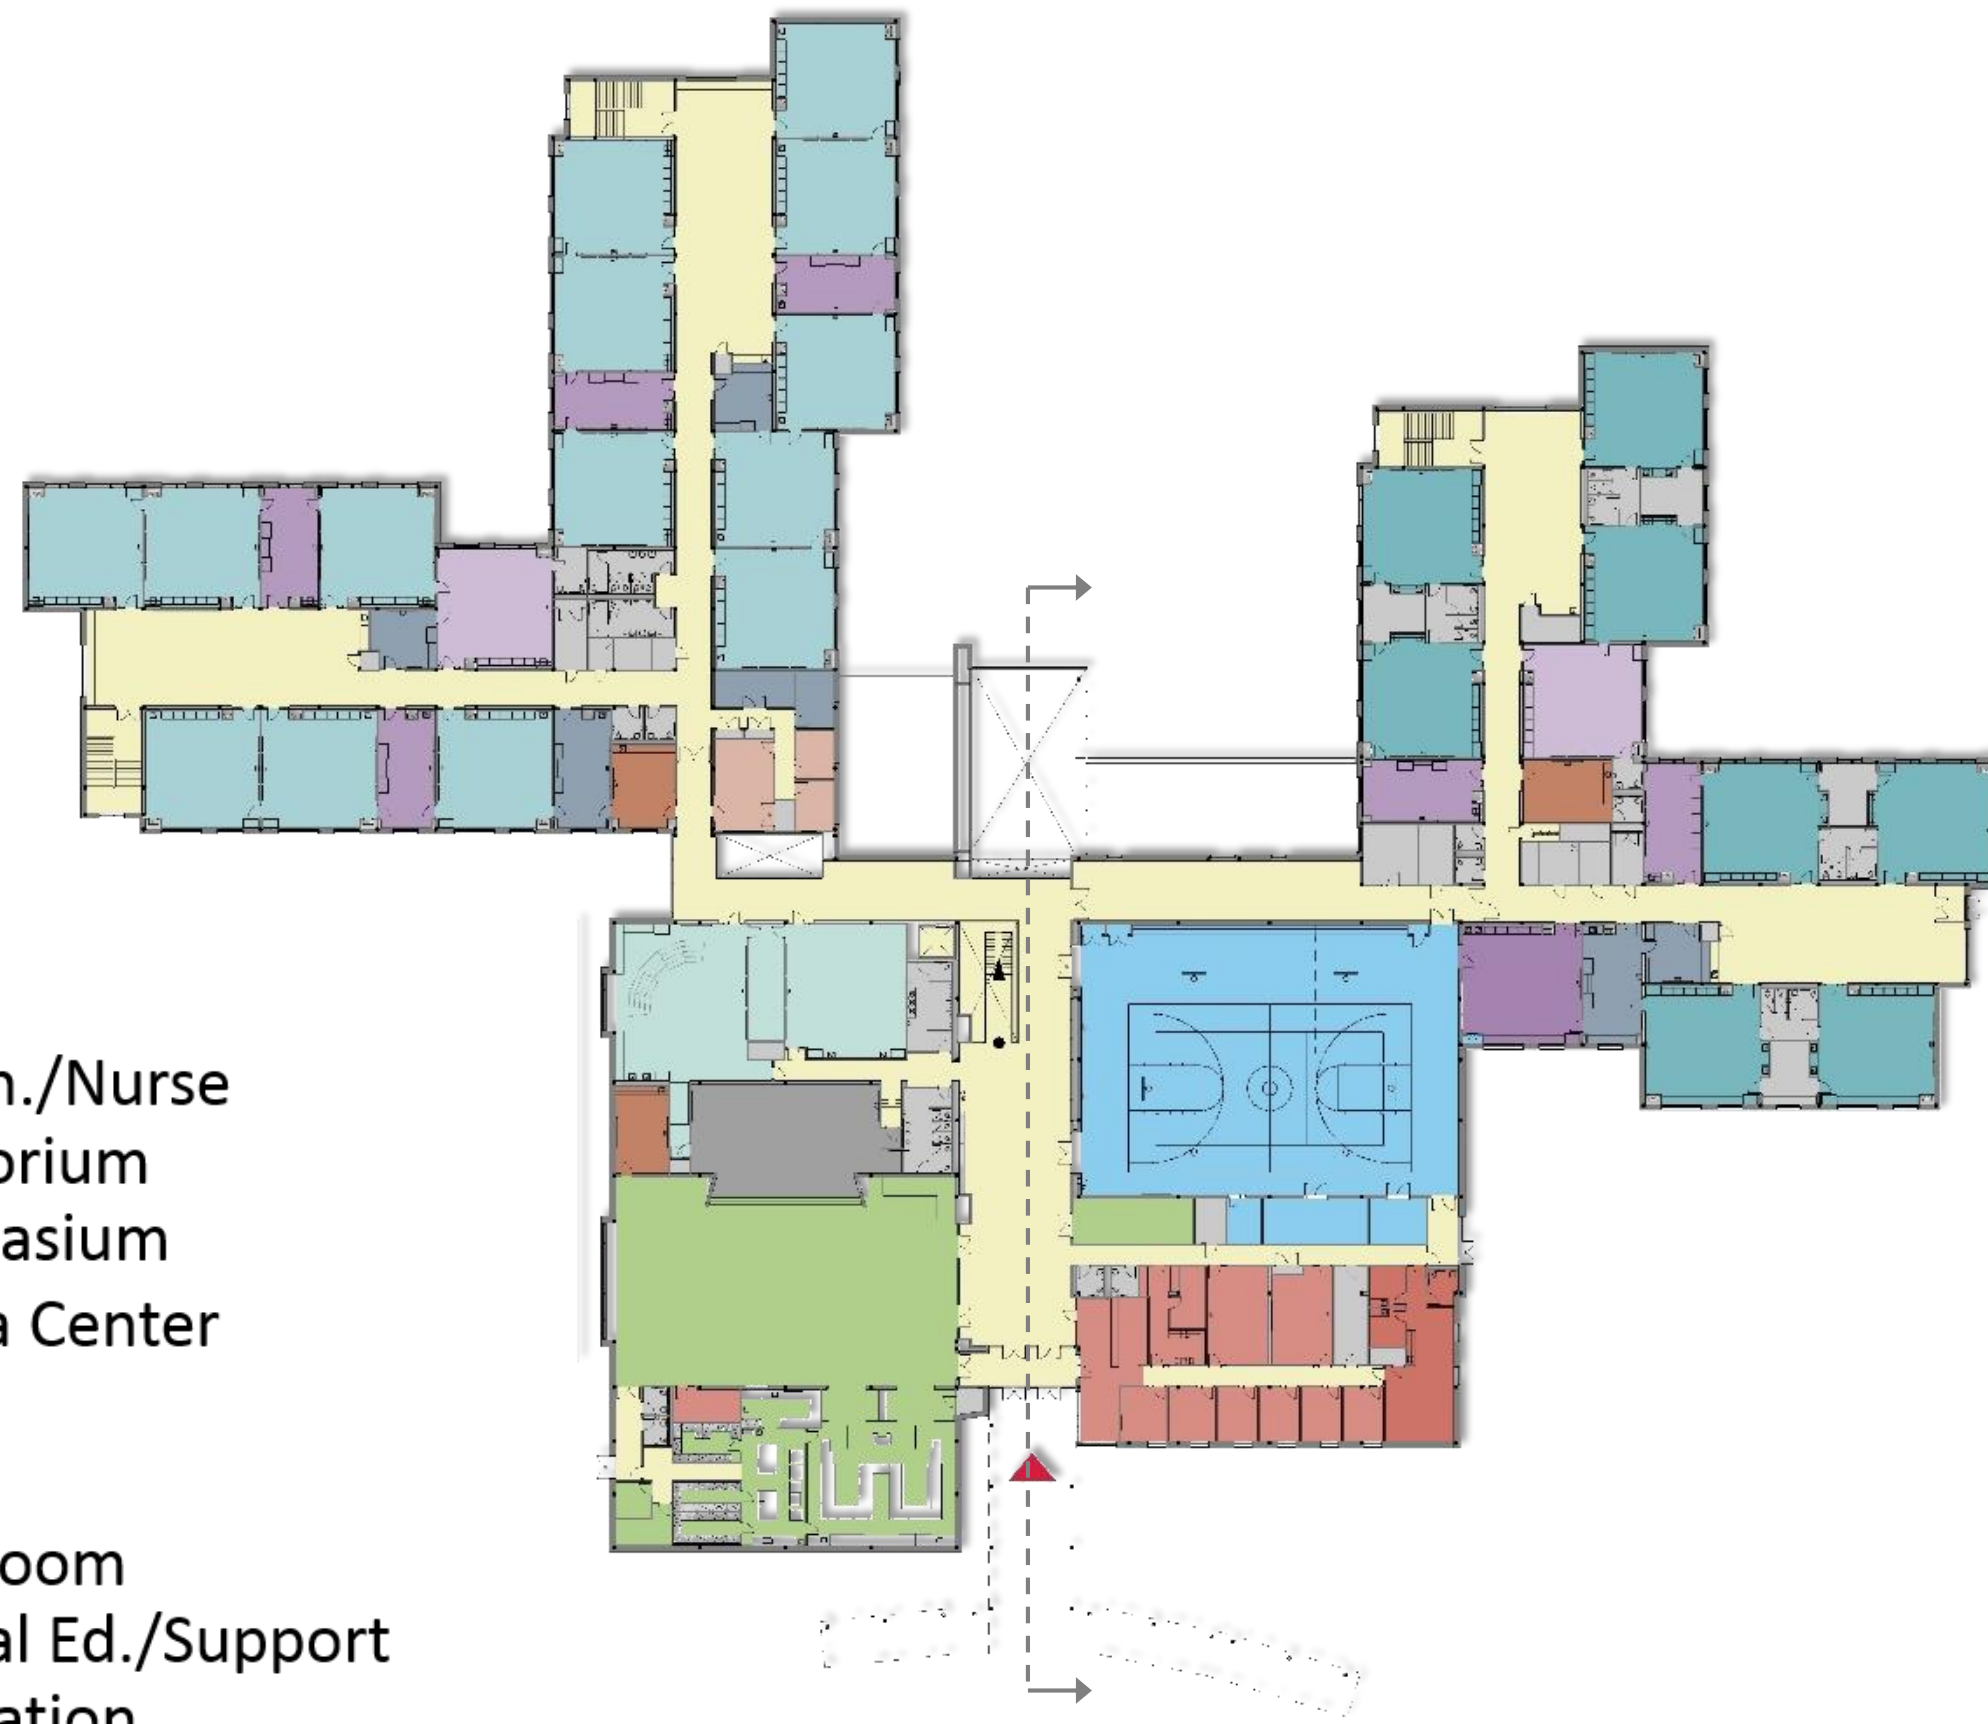 n./Nurse
orium
asium
a Center
oom
al Ed./Support
ation